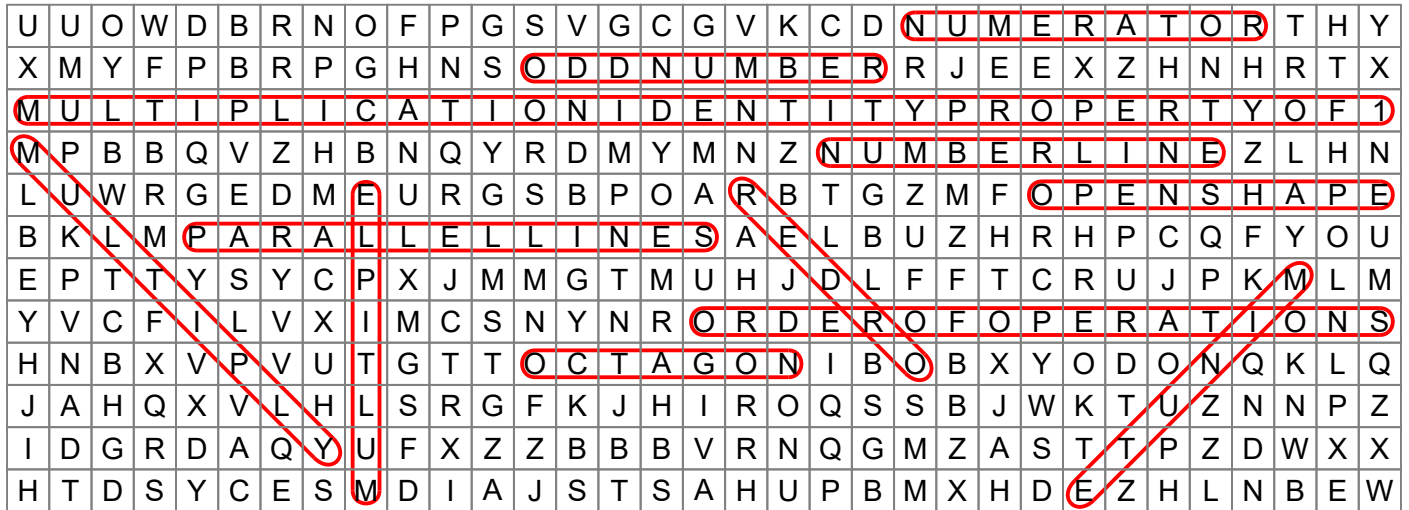 U U O W D B R N O F P G S V G C G V K C D N U M E R A T O R T H Y
X M Y F P B R P G H N S O D D N U M B E R R J E E X Z H N H R T X
M U L T I P L I C A T I O N I D E N T I T Y P R O P E R T Y O F 1
M P B B Q V Z H B N Q Y R D M Y M N Z N U M B E R L I N E Z L H N
L U W R G E D M E U R G S B P O A R B T G Z M F O P E N S H A P E
B K L M P A R A L L E L L I N E S A E L B U Z H R H P C Q F Y O U
E P T T Y S Y C P X J M M G T M U H J D L F F T C R U J P K M L M
Y V C F I L V X I M C S N Y N R O R D E R O F O P E R A T I O N S
H N B X V P V U T G T T O C T A G O N I B O B X Y O D O N Q K L Q
J A H Q X V L H L S R G F K J H I R O Q S S B J W K T U Z N N P Z
I D G R D A Q Y U F X Z Z B B B V R N Q G M Z A S T T P Z D W X X
H T D S Y C E S M D I A J S T S A H U P B M X H D E Z H L N B E W